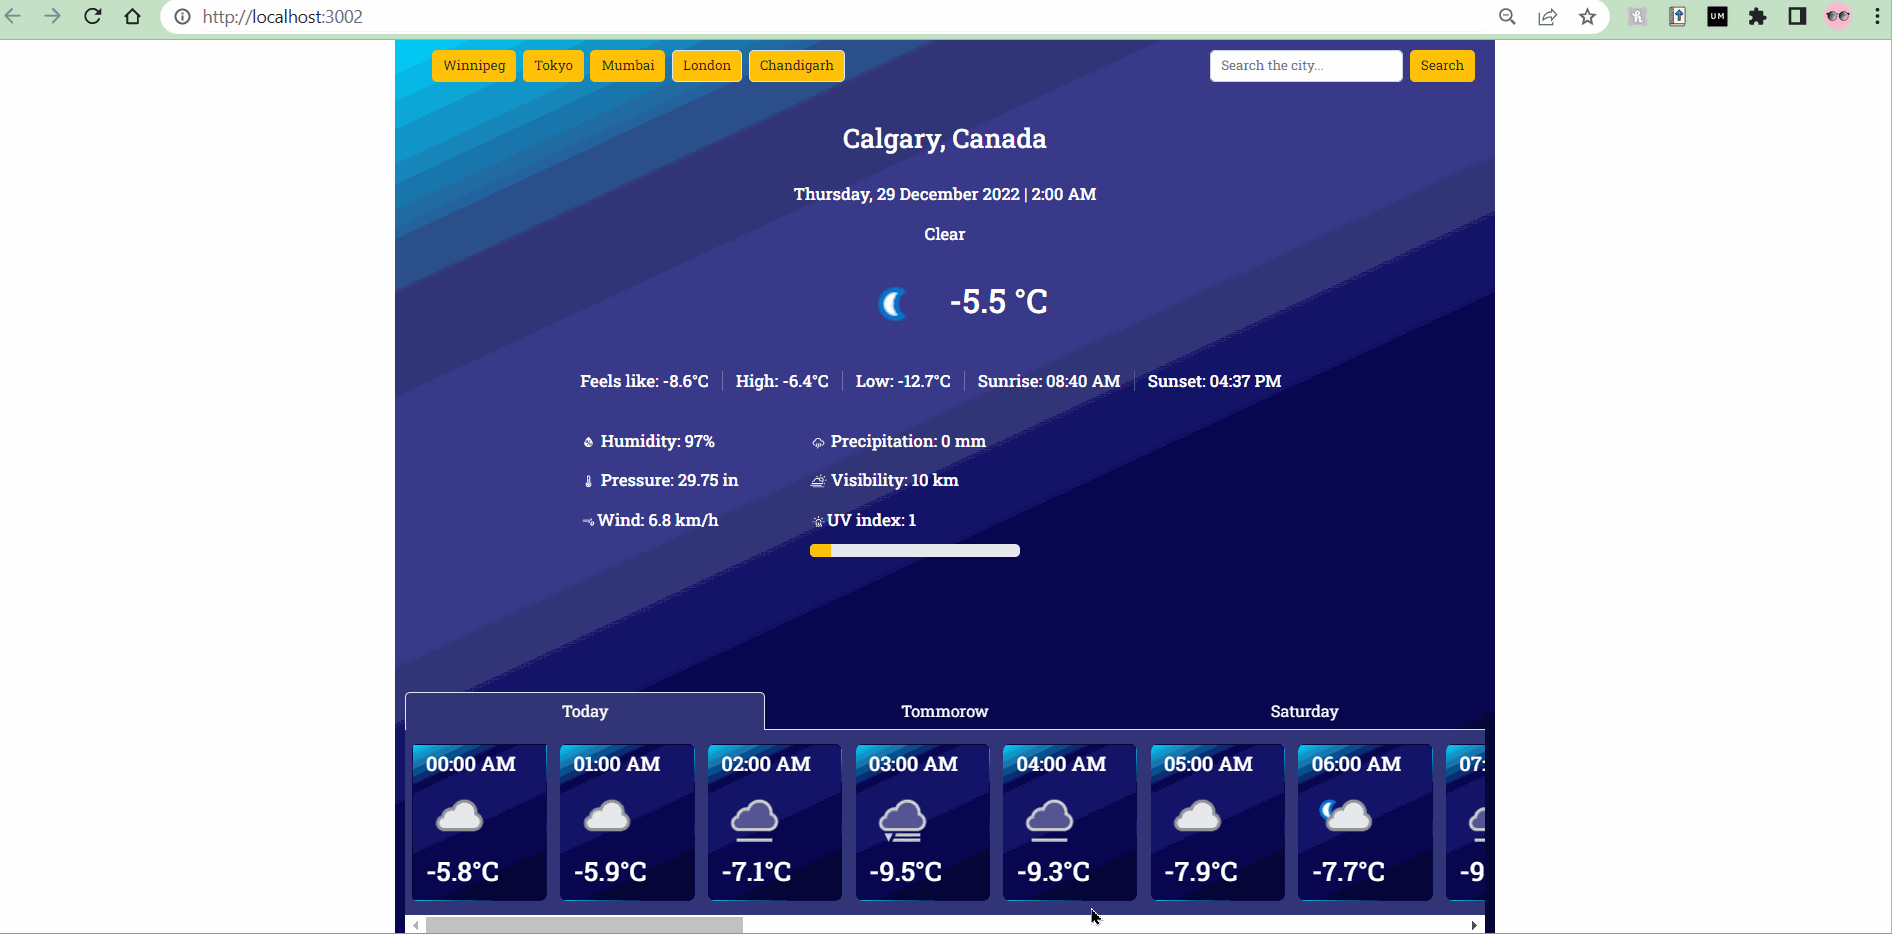 http://localhost:3002
UM
Winnipeg Tokyo Mumbai London Chandigarh Search the city... Search
Calgary, Canada
Thursday, 29 December 2022 | 2:00 AM
Clear
-5.5 °C
Feels like: -8.6°C High: -6.4°C Low: -12.7°C Sunrise: 08:40 AM Sunset: 04:37 PM
Humidity: 97% Precipitation: 0 mm
Pressure: 29.75 in Visibility: 10 km
Wind: 6.8 km/h UV index: 1
Today Tommorow Saturday
00:00 AM 01:00 AM 02:00 AM 03:00 AM 04:00 AM 05:00 AM 06:00 AM 07:
-5.8°C -5.9°C -7.1°C -9.5°C -9.3°C -7.9°C -7.7°C -9